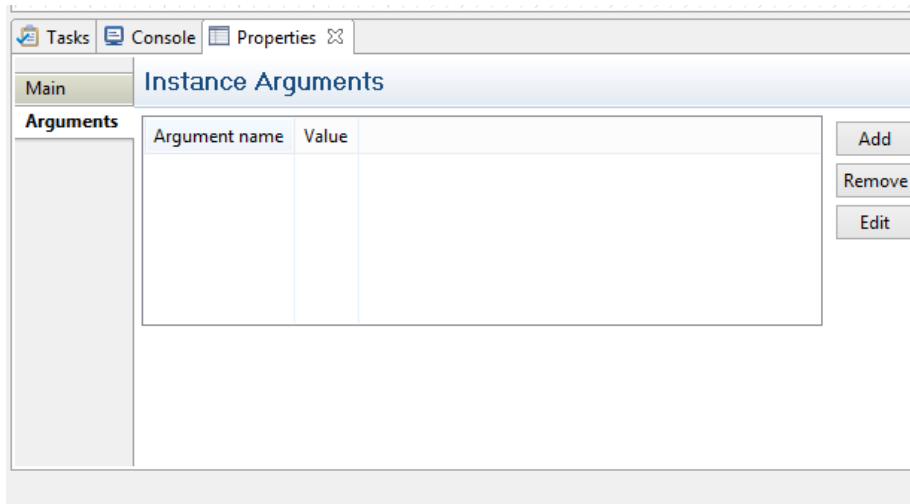 Tasks Console Properties
Main
Arguments
Instance Arguments
Argument name Value
Add
Remove
Edit